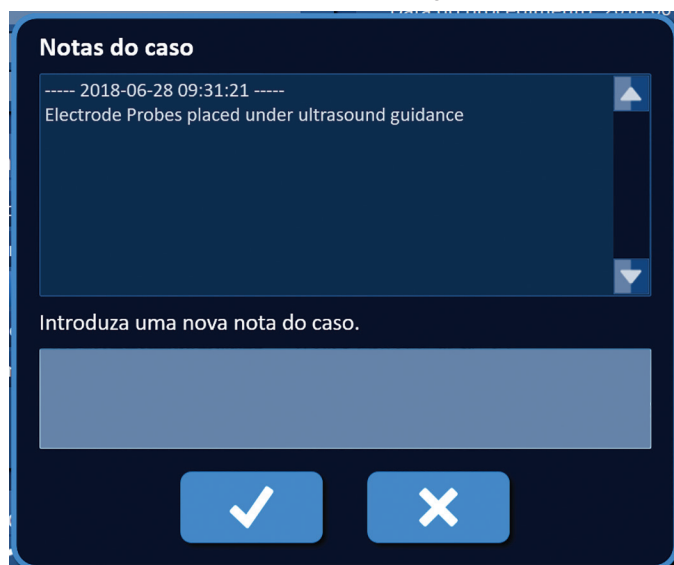 Notas do caso
----- 2018-06-28 09:31:21 -----
Electrode Probes placed under ultrasound guidance
Introduza uma nova nota do caso.